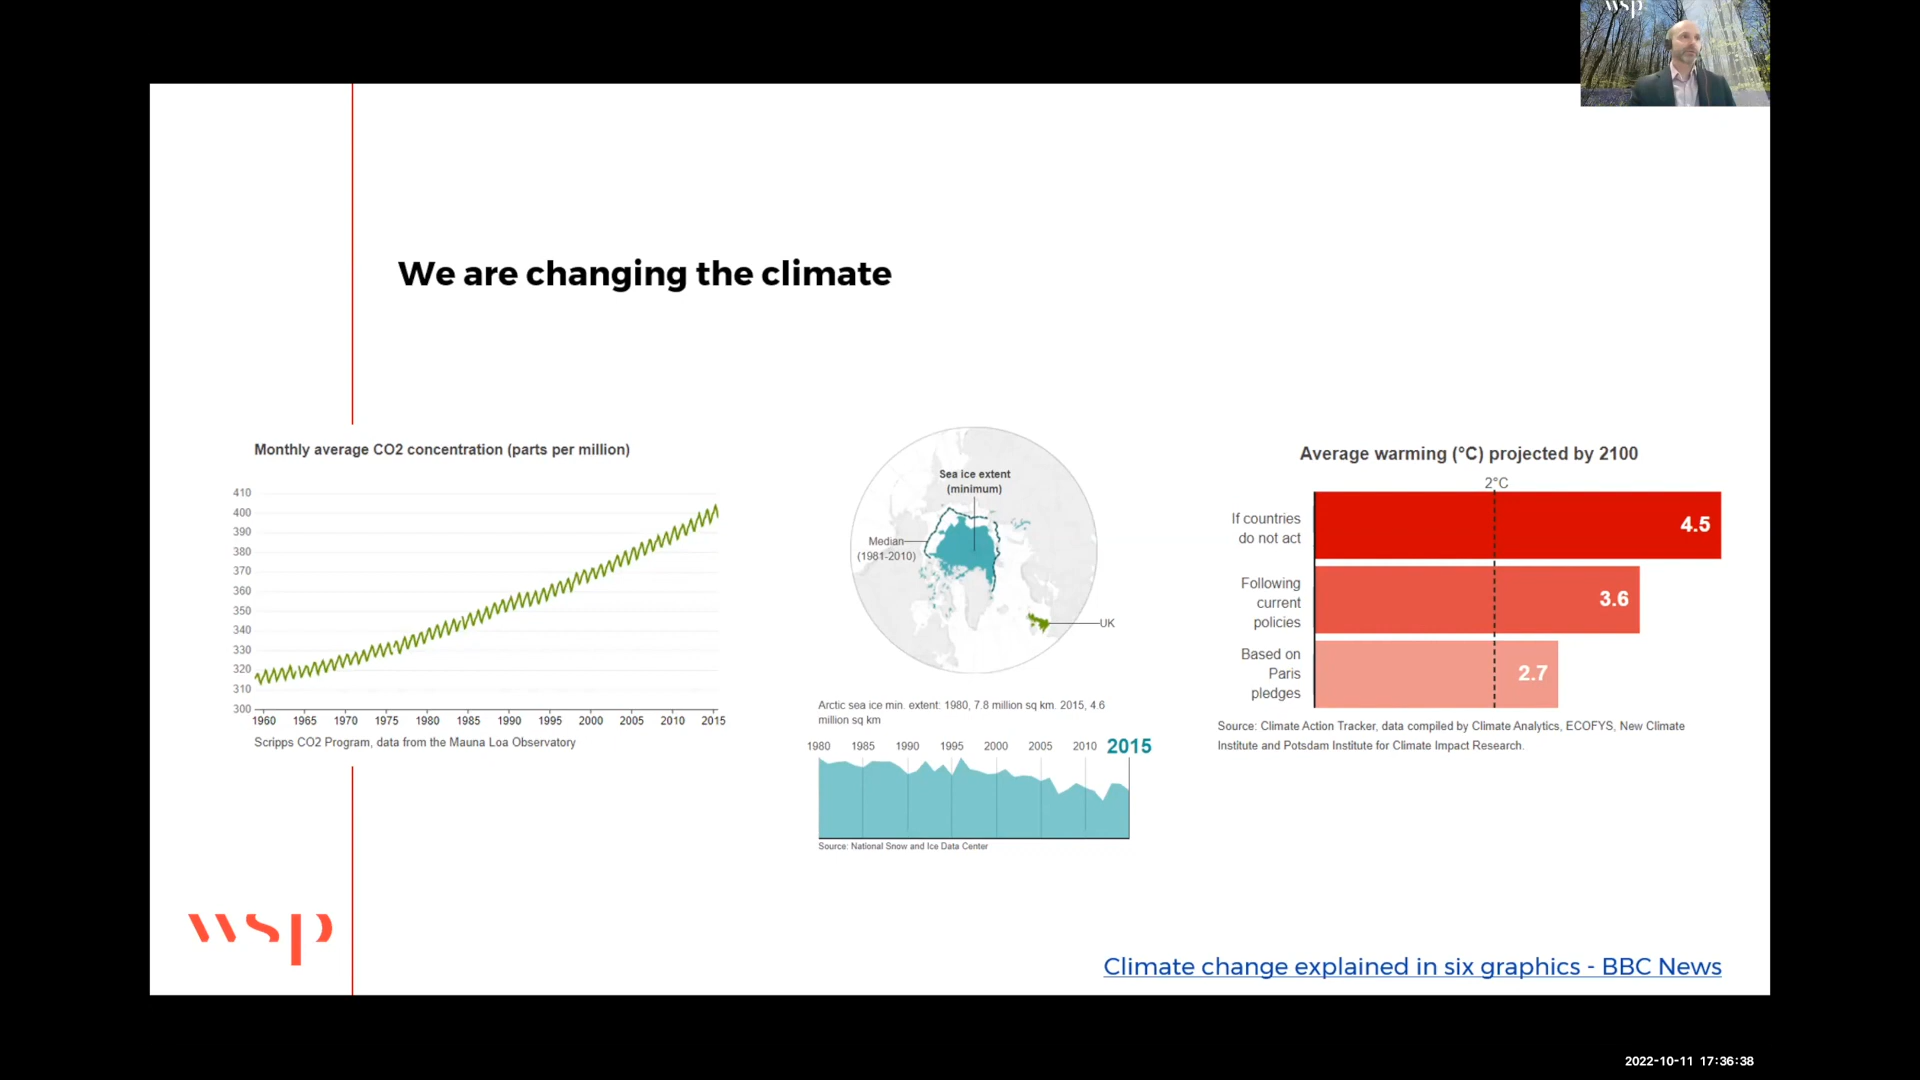 wsp
We are changing the climate
Monthly average CO2 concentration (parts per million)
410
400
390
380
370
360
350
340
330
320
310
300
1960 1965 1970 1975 1980 1985 1990 1995 2000 2005 2010 2015
Scripps CO2 Program, data from the Mauna Loa Observatory
Sea ice extent
(minimum)
Median
(1981-2010)
UK
Arctic sea ice min. extent: 1980, 7.8 million sq km. 2015, 4.6
million sq km
1980 1985 1990 1995 2000 2005 2010 2015
Source: National Snow and Ice Data Center
Average warming (°C) projected by 2100
2°C
If countries
do not act
4.5
Following
current
policies
3.6
Based on
Paris
pledges
2.7
Source: Climate Action Tracker, data compiled by Climate Analytics, ECOFYS, New Climate
Institute and Potsdam Institute for Climate Impact Research.
wsp
Climate change explained in six graphics - BBC News
2022-10-11 17:36:38